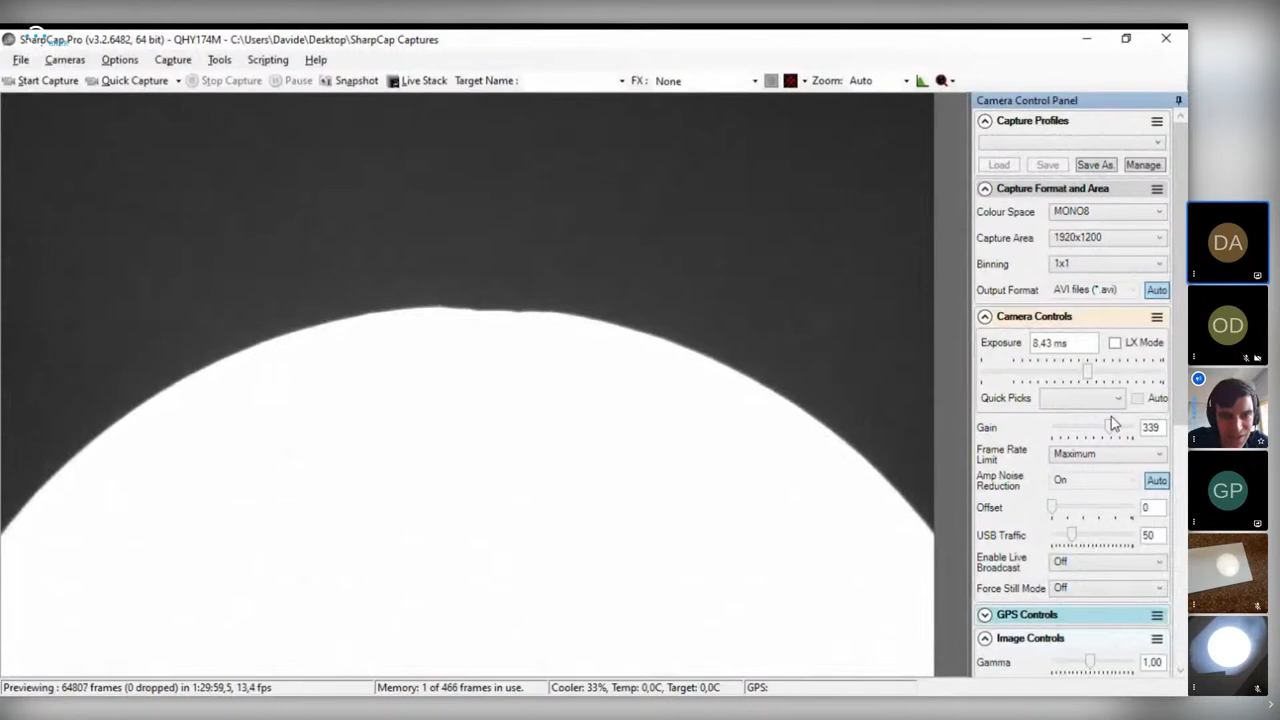 SharpCap Pro (v3.2.6482, 64 bit) - QHY174M - C:\Users\Davide\Desktop\SharpCap Captures
File Cameras Options Capture Tools Scripting Help
Start Capture Quick Capture Stop Capture Pause Snapshot Live Stack Target Name : FX : None Zoom: Auto
Camera Control Panel
Capture Profiles
Load Save Save As. Manage.
Capture Format and Area
Colour Space MONO8
Capture Area 1920x1200
Binning 1x1
Output Format AVI files (*.avi) Auto
Camera Controls
Exposure 8.43 ms LX Mode
Quick Picks Auto
Gain 339
Frame Rate
Limit Maximum
Amp Noise
Reduction On Auto
Offset 0
USB Traffic 50
Enable Live
Broadcast Off
Force Still Mode Off
GPS Controls
Image Controls
Gamma 1,00
Previewing : 64807 frames (0 dropped) in 1:29:59,5, 13,4 fps Memory: 1 of 466 frames in use. Cooler: 33%, Temp: 0,0C, Target: 0,0C GPS:
DA
OD
GP